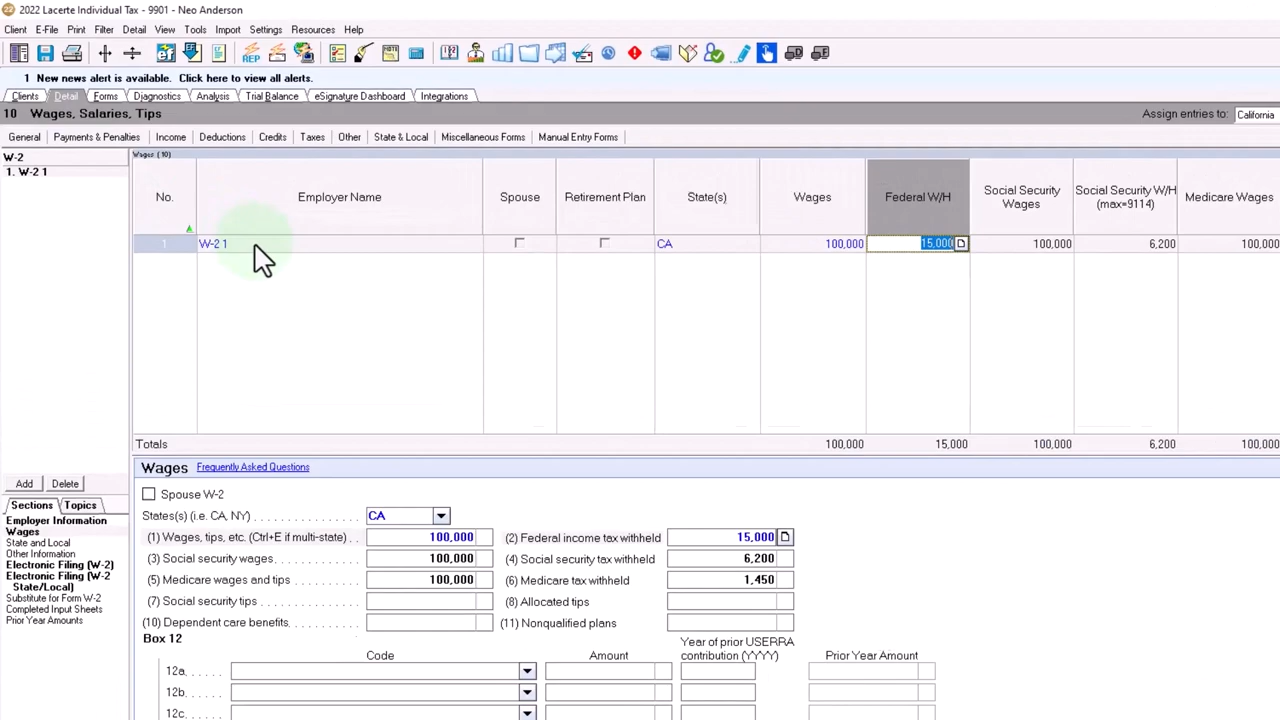 2022 Lacerte Individual Tax - 9901 - Neo Anderson
Client E-File Print Filter Detail View Tools Import Settings Resources Help
REP
1 New news alert is available. Click here to view all alerts.
Clients Detail Forms Diagnostics Analysis Trial Balance eSignature Dashboard Integrations
10 Wages, Salaries, Tips Assign entries to: California
General Payments & Penalties Income Deductions Credits Taxes Other State & Local Miscellaneous Forms Manual Entry Forms
W-2
1. W-2 1
Wages (10)
No. Employer Name Spouse Retirement Plan State(s) Wages Federal W/H Social Security Wages Social Security W/H (max=9114) Medicare Wages
1 W-2 1 CA 100,000 15,000 100,000 6,200 100,000
Totals 100,000 15,000 100,000 6,200 100,000
Add Delete
Sections Topics
Employer Information
Wages
State and Local
Other Information
Electronic Filing (W-2)
Electronic Filing (W-2
State/Local)
Substitute for Form W-2
Completed Input Sheets
Prior Year Amounts
Wages Frequently Asked Questions
Spouse W-2
States(s) (i.e. CA, NY) . . . . . . . . . . . . . . . . . CA
(1) Wages, tips, etc. (Ctrl+E if multi-state) . . 100,000 (2) Federal income tax withheld 15,000
(3) Social security wages . . . . . . . . . . . . . . . . 100,000 (4) Social security tax withheld 6,200
(5) Medicare wages and tips . . . . . . . . . . . . . 100,000 (6) Medicare tax withheld 1,450
(7) Social security tips . . . . . . . . . . . . . . . . . . (8) Allocated tips
(10) Dependent care benefits. . . . . . . . . . . . . (11) Nonqualified plans
Box 12
Code Amount Year of prior USERRA contribution (YYYY) Prior Year Amount
12a. . . . . .
12b. . . . . .
12c. . . . . .